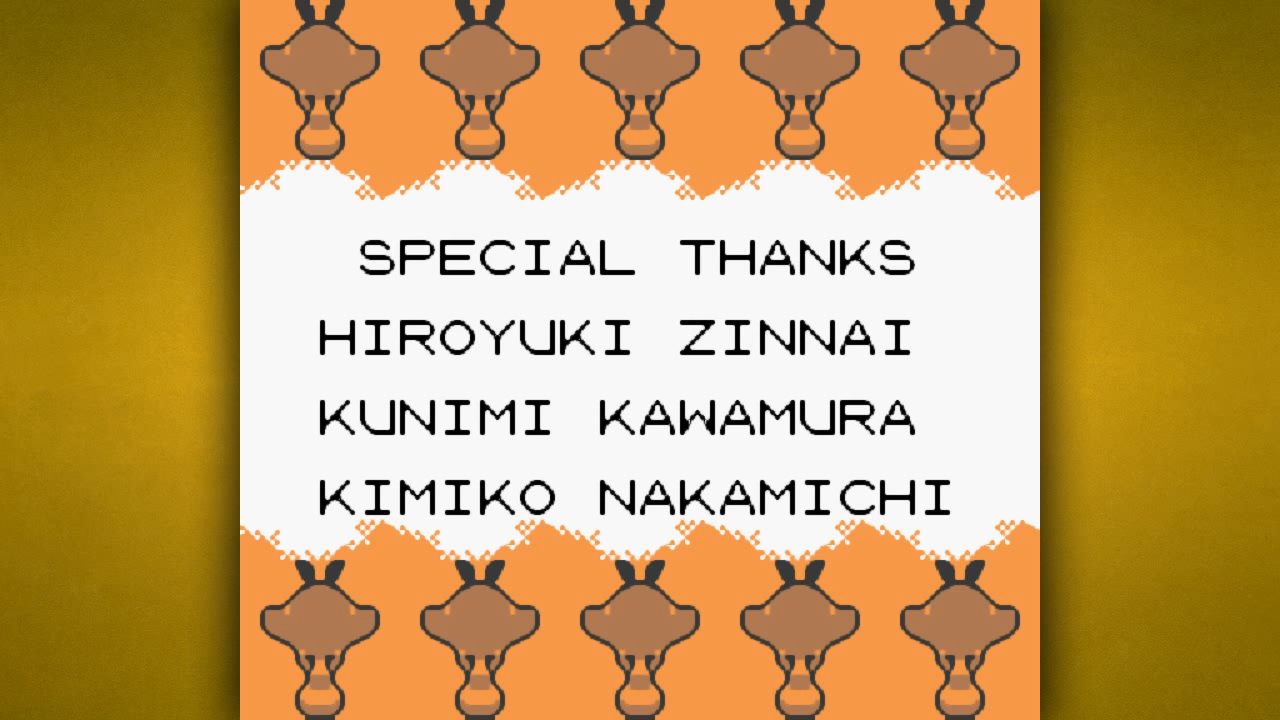 SPECIAL THANKS
HIROYUKI ZINNAI
KUNIMI KAWAMURA
KIMIKO NAKAMICHI